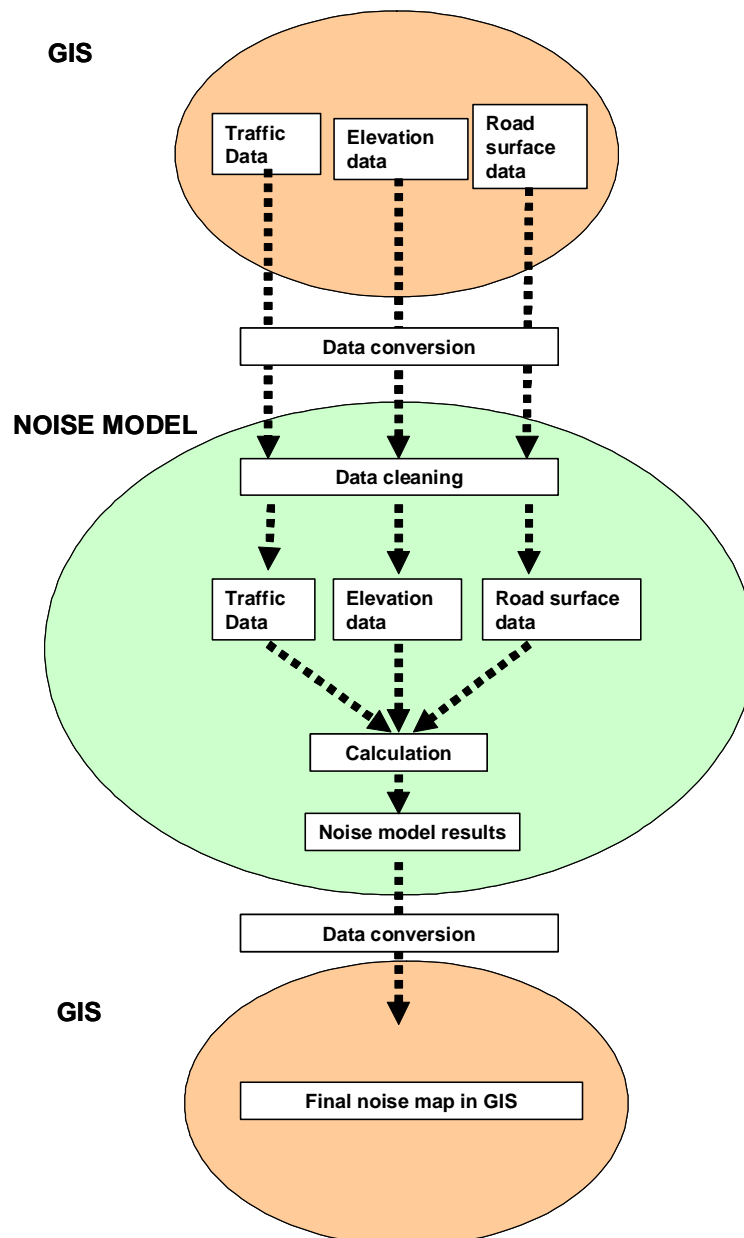 GIS
Traffic
Data
Elevation
data
Road
surface
data
Data conversion
NOISE MODEL
Data cleaning
Traffic
Data
Elevation
data
Road surface
data
Calculation
Noise model results
Data conversion
GIS
Final noise map in GIS